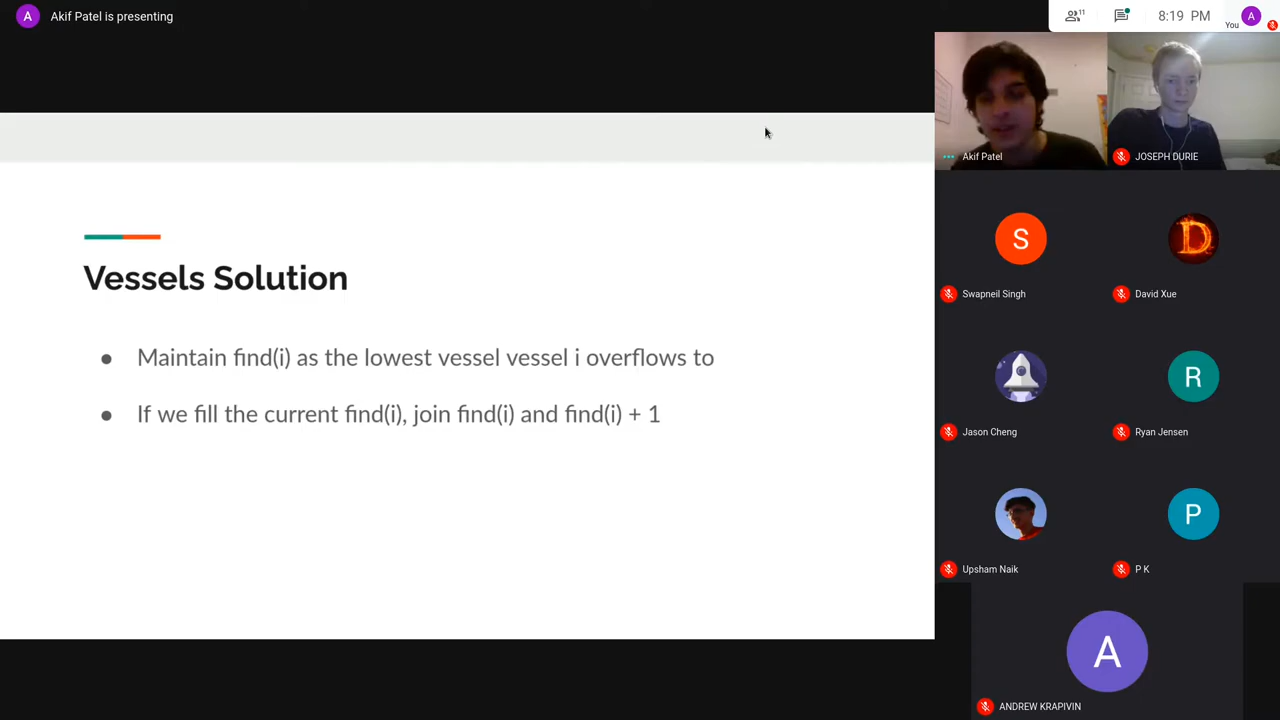 A Akif Patel is presenting
11
8:19 PM
You
A
Vessels Solution
● Maintain find(i) as the lowest vessel vessel i overflows to
● If we fill the current find(i), join find(i) and find(i) + 1
Akif Patel
JOSEPH DURIE
S
D
Swapneil Singh
David Xue
R
Jason Cheng
Ryan Jensen
P
Upsham Naik
P K
A
ANDREW KRAPIVIN